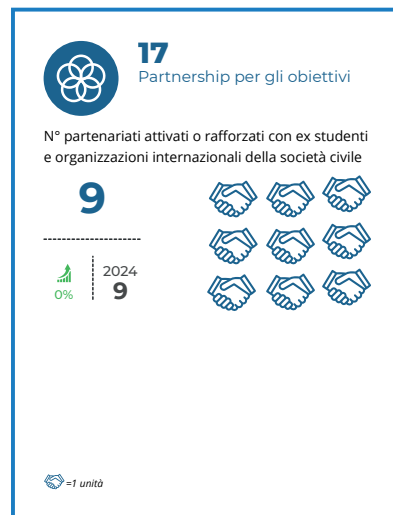 17
Partnership per gli obiettivi
N° partenariati attivati o rafforzati con ex studenti
e organizzazioni internazionali della società civile
9
0%
2024
9
=1 unità